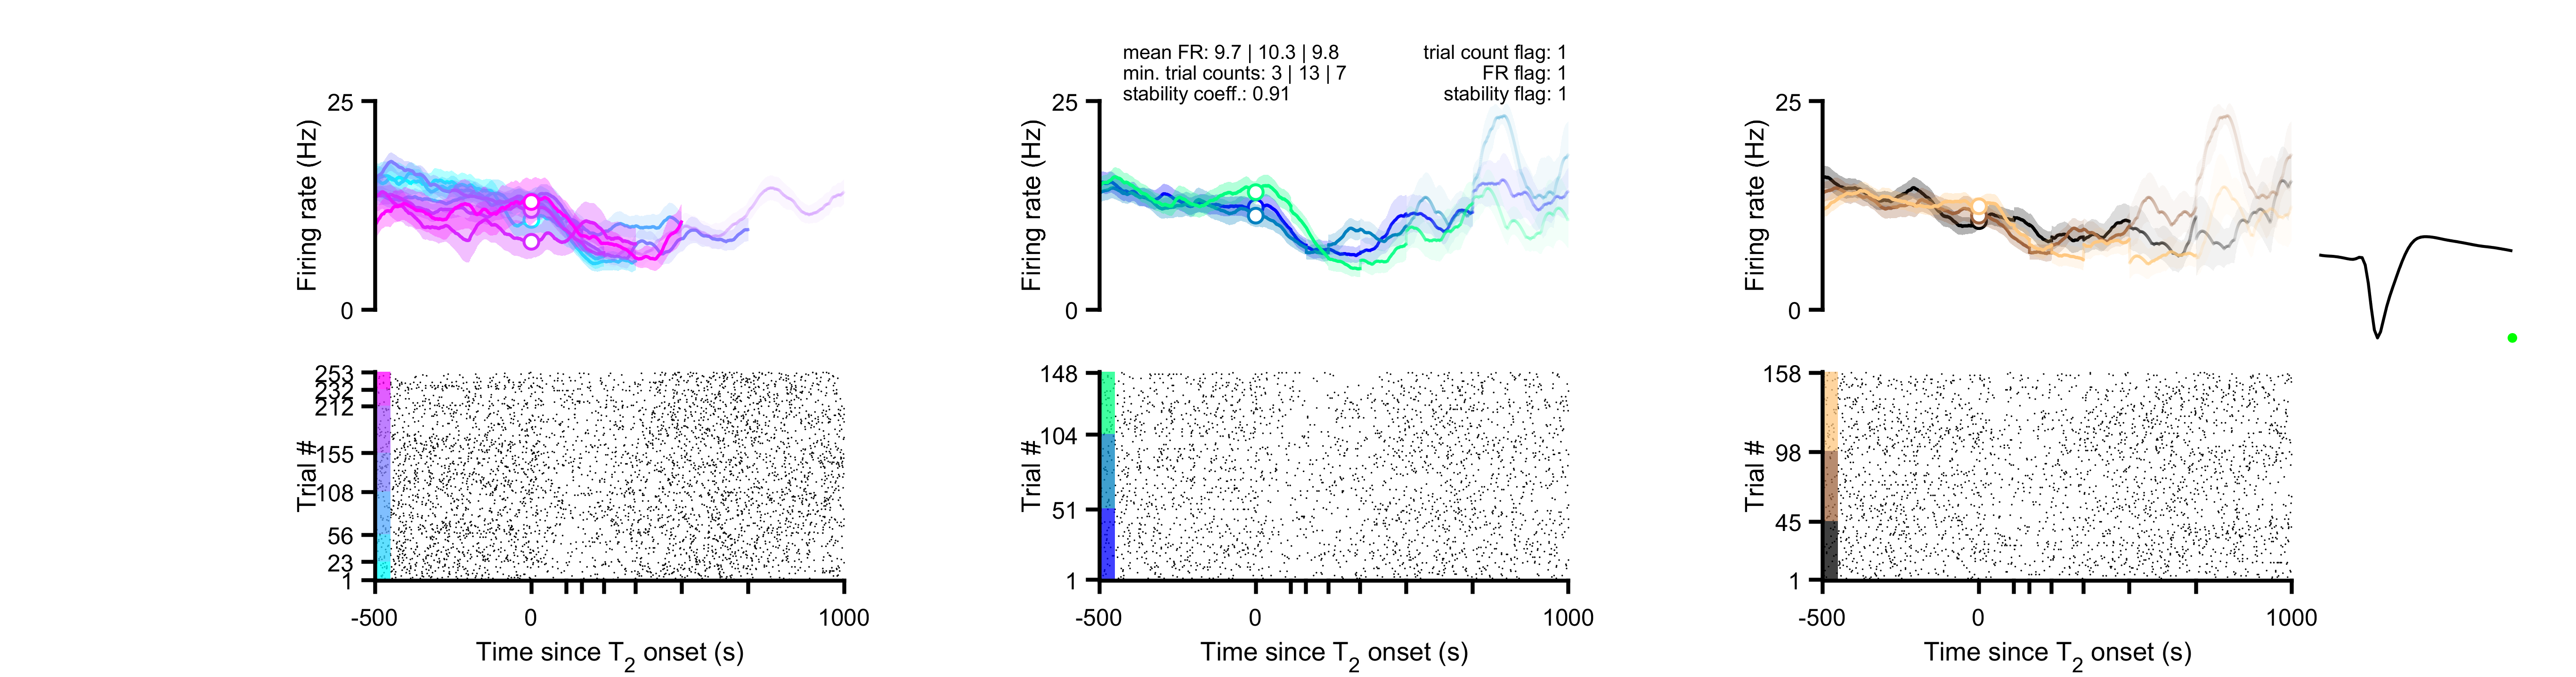 mean FR: 9.7 | 10.3 | 9.8
min. trial counts: 3 | 13 | 7
stability coeff.: 0.91
trial count flag: 1
FR flag: 1
stability flag: 1
25
Firing rate (Hz)
0
25
Firing rate (Hz)
0
25
Firing rate (Hz)
0
253
232
212
155
108
56
23
1
Trial #
-500
0
1000
Time since T2 onset (s)
148
104
51
1
Trial #
-500
0
1000
Time since T2 onset (s)
158
98
45
1
Trial #
-500
0
1000
Time since T2 onset (s)